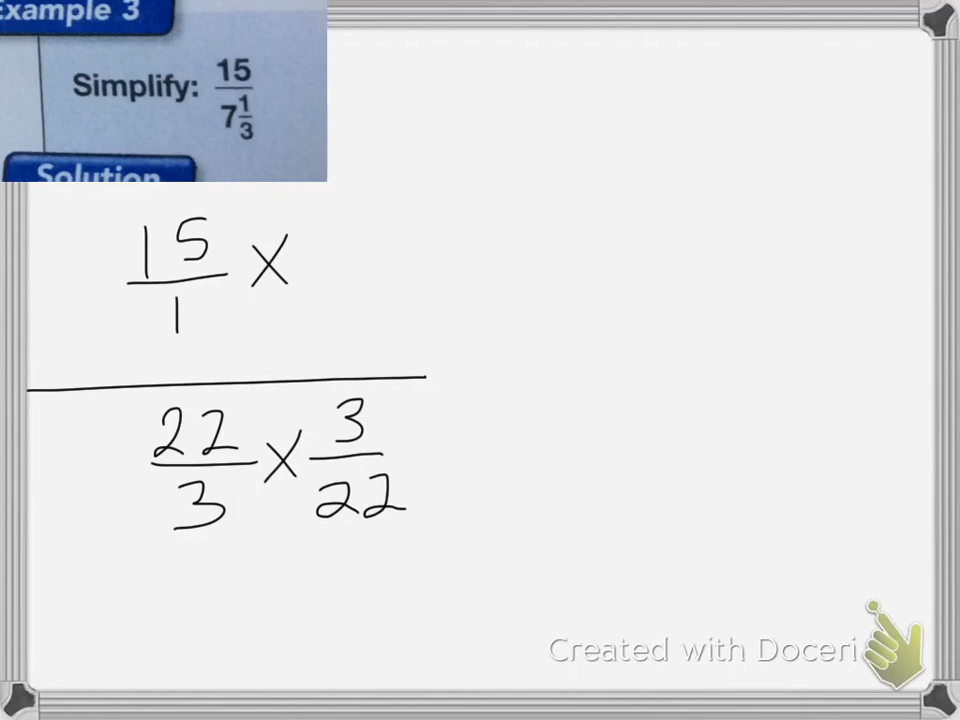 Example 3
Simplify: 15
7 1/3
Solution
15 ×
1
22 × 3
3 22
Created with Doceri